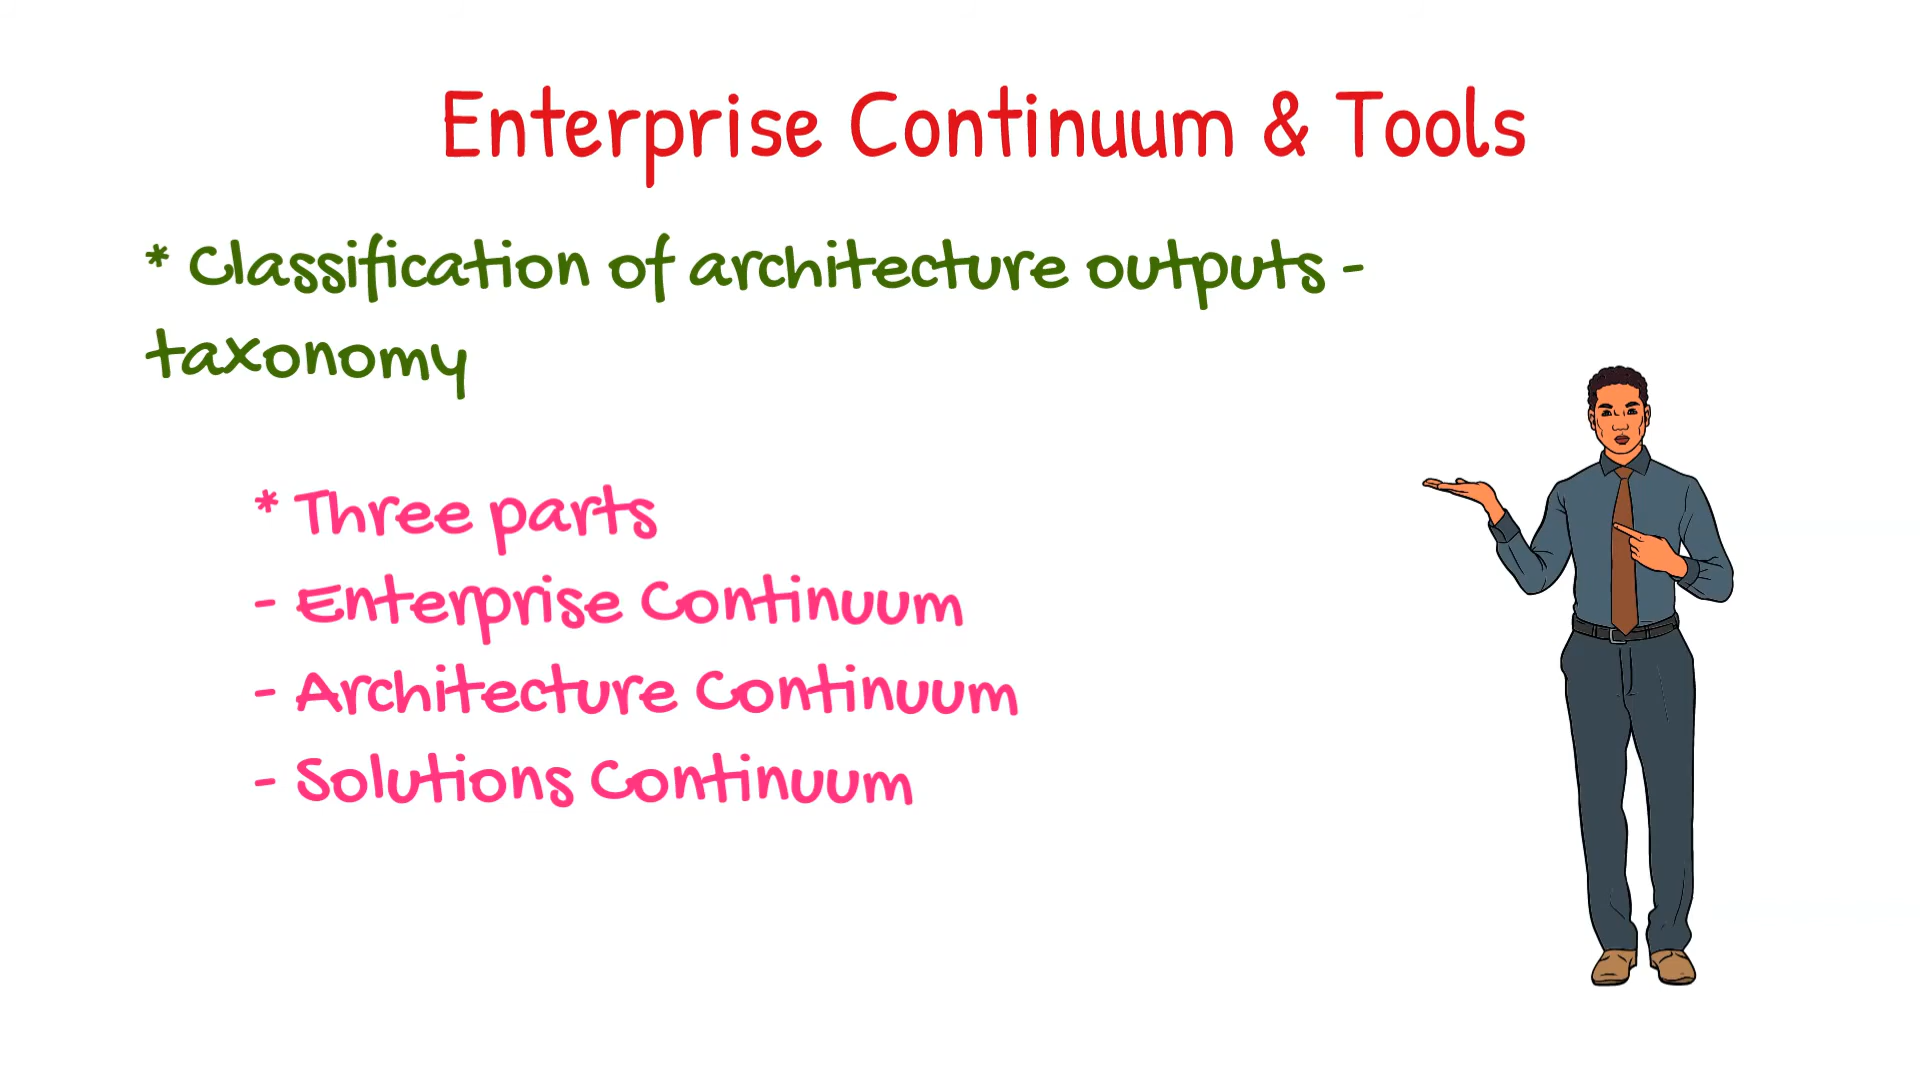 Enterprise Continuum & Tools
* Classification of architecture outputs -
taxonomy
* Three parts
- Enterprise Continuum
- Architecture Continuum
- Solutions Continuum